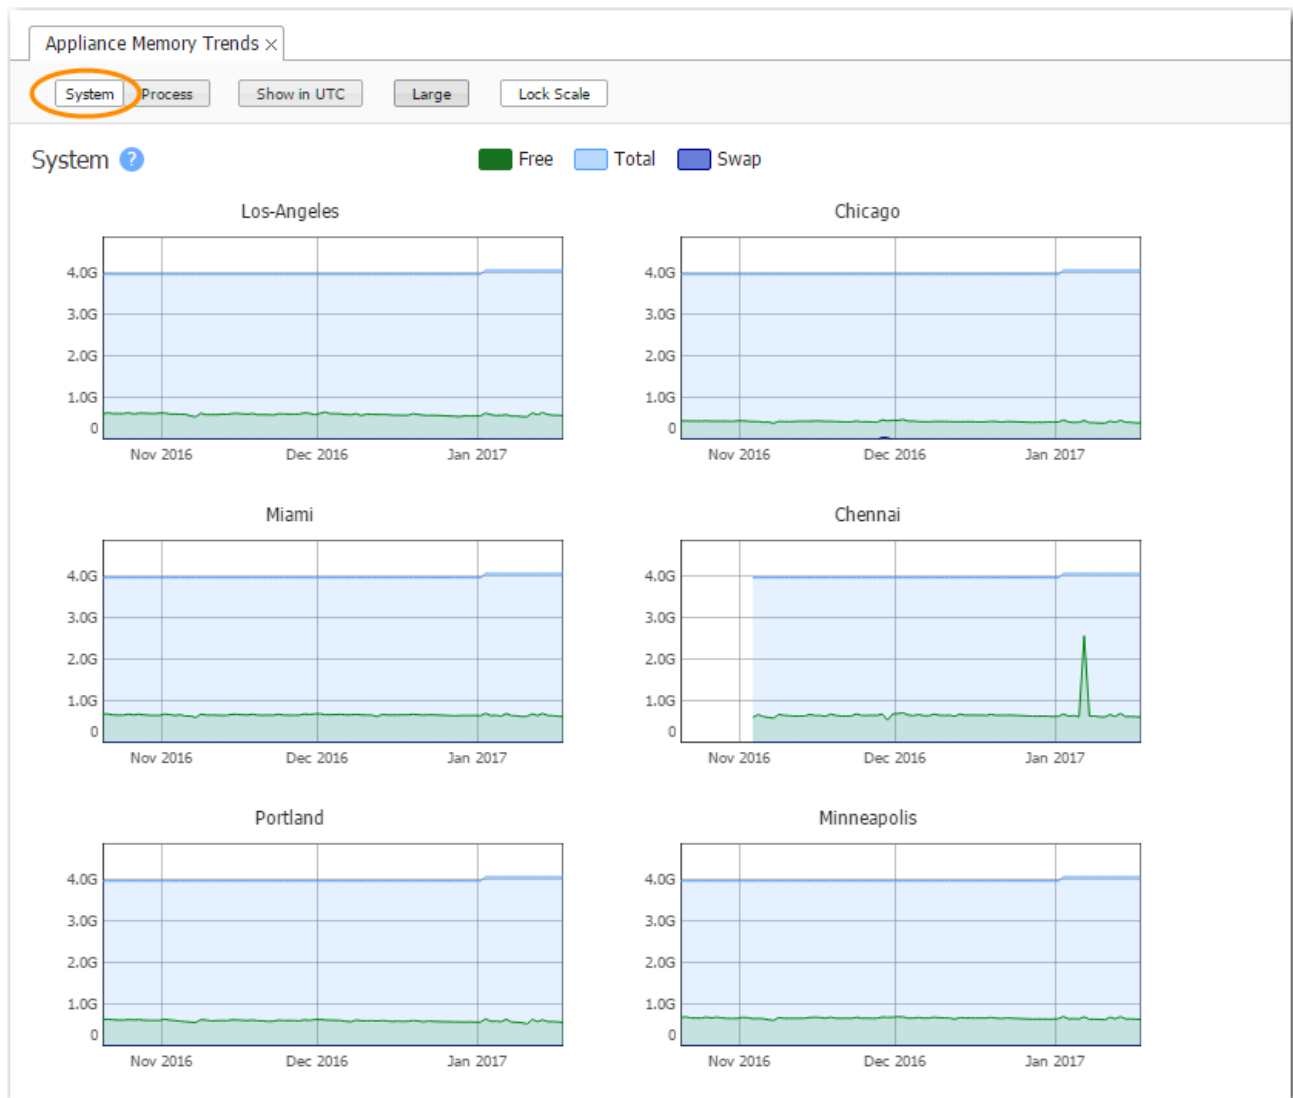 Appliance Memory Trends ×
System Process Show in UTC Large Lock Scale
System ? Free Total Swap
Los-Angeles Chicago
4.0G 4.0G
3.0G 3.0G
2.0G 2.0G
1.0G 1.0G
0 0
Nov 2016 Dec 2016 Jan 2017 Nov 2016 Dec 2016 Jan 2017
Miami Chennai
4.0G 4.0G
3.0G 3.0G
2.0G 2.0G
1.0G 1.0G
0 0
Nov 2016 Dec 2016 Jan 2017 Nov 2016 Dec 2016 Jan 2017
Portland Minneapolis
4.0G 4.0G
3.0G 3.0G
2.0G 2.0G
1.0G 1.0G
0 0
Nov 2016 Dec 2016 Jan 2017 Nov 2016 Dec 2016 Jan 2017